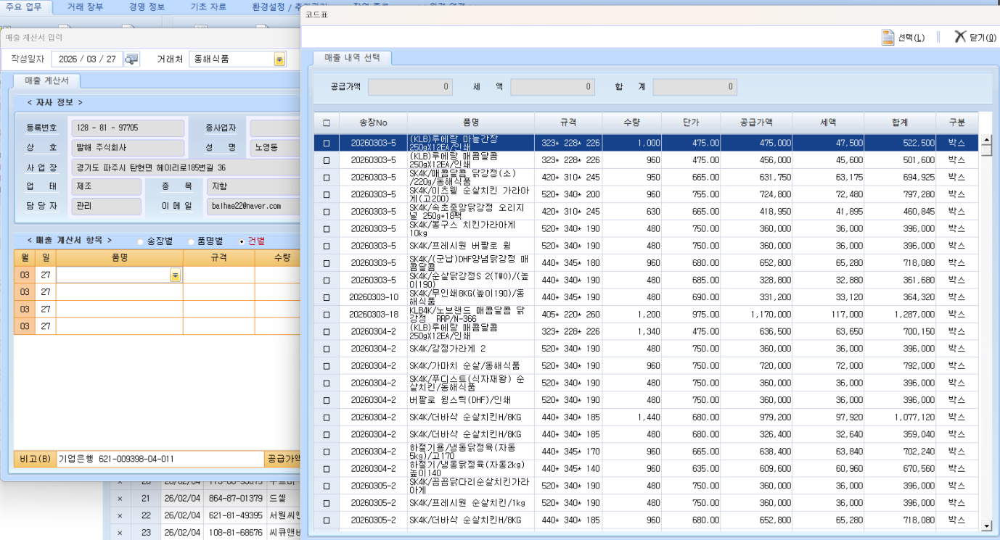 주요 업무 거래 장부 경영 정보 기초 자료
코드표
매출 계산서 입력
선택(L) 닫기(Q)
작성일자 2026 / 03 / 27 거래처 동해식품
매출 계산서
< 자사 정보 >
등록번호 128 - 81 - 97705 종사업자
상 호 발해 주식회사 성 명 노영동
사 업 장 경기도 파주시 탄현면 헤이리로185번길 36
업 태 제조 종 목 지함
담 당 자 관리 이 메 일 balhae22@naver.com
< 매출 계산서 항목 > 송장별 품명별 건별
월 일 품명 규격 수량
03 27
03 27
03 27
03 27
비고(B) 기업은행 621-009398-04-011 공급가액
× 21 26/02/04 864-87-01379 드셀
× 22 26/02/04 621-81-49395
× 23 26/02/04 108-81-68676
매출 내역 선택
공급가액 0 세 액 0 합 계 0
송장No 품명 규격 수량 단가 공급가액 세액 합계 구분
20260303-5 (KLB)투에랑 마늘간장 250gX12EA/인쇄 323* 228* 226 1,000 475.00 475,000 47,500 522,500 박스
20260303-5 (KLB)투에랑 매콤달콤 250gX12EA/인쇄 323* 228* 226 960 475.00 456,000 45,600 501,600 박스
20260303-5 SK4K/매콤달콤 닭강정(소)/220g/동해식품 420* 310* 245 950 665.00 631,750 63,175 694,925 박스
20260303-5 SK4K/미츠웰 순살치킨 가라아게(고200) 520* 340* 200 960 755.00 724,800 72,480 797,280 박스
20260303-5 SK4K/속초중앙닭강정 오리지널 250g*18팩 420* 310* 245 630 665.00 418,950 41,895 460,845 박스
20260303-5 SK4K/봉구스 치킨가라아게 10kg 520* 340* 190 480 750.00 360,000 36,000 396,000 박스
20260303-5 SK4K/프레시원 버팔로 윙 520* 340* 190 480 750.00 360,000 36,000 396,000 박스
20260303-5 SK4K/(군납)DHF양념닭강정 매콤달콤 440* 345* 180 960 680.00 652,800 65,280 718,080 박스
20260303-5 SK4K/순살닭강정S 2(TWO)/(높이190) 440* 340* 190 480 685.00 328,800 32,880 361,680 박스
20260303-10 SK4K/무인쇄8KG(높이190)/동해식품 440* 345* 190 480 690.00 331,200 33,120 364,320 박스
20260303-18 KLB4K/노브랜드 매콤달콤 닭강정 RRP/N-366 405* 220* 260 1,200 975.00 1,170,000 117,000 1,287,000 박스
20260304-2 (KLB)투에랑 매콤달콤 250gX12EA/인쇄 323* 228* 226 1,340 475.00 636,500 63,650 700,150 박스
20260304-2 SK4K/강정가라게 2 520* 340* 190 480 750.00 360,000 36,000 396,000 박스
20260304-2 SK4K/가마치 순살/동해식품 520* 340* 190 960 750.00 720,000 72,000 792,000 박스
20260304-2 SK4K/푸디스트(식자재왕) 순살치킨/동해식품 520* 340* 190 480 750.00 360,000 36,000 396,000 박스
20260304-2 버팔로 윙스틱(DHF)/인쇄 520* 340* 190 480 750.00 360,000 36,000 396,000 박스
20260304-2 SK4K/더바삭 순살치킨H/8KG 440* 340* 185 1,440 680.00 979,200 97,920 1,077,120 박스
20260304-2 SK4K/더바삭 순살치킨H/8KG 440* 340* 185 480 680.00 326,400 32,640 359,040 박스
20260304-2 하절기용/냉동닭정육(자동5kg)/고170 440* 345* 170 960 665.00 638,400 63,840 702,240 박스
20260304-2 하절기/냉동닭정육(자동2kg)높이140 440* 345* 140 960 635.00 609,600 60,960 670,560 박스
20260305-2 SK4K/곰곰닭다리순살치킨가라아게 520* 340* 190 480 750.00 360,000 36,000 396,000 박스
20260305-2 SK4K/프레시원 순살치킨/1kg 520* 340* 190 480 750.00 360,000 36,000 396,000 박스
20260305-2 SK4K/더바삭 순살치킨H/8KG 440* 340* 185 960 680.00 652,800 65,280 718,080 박스